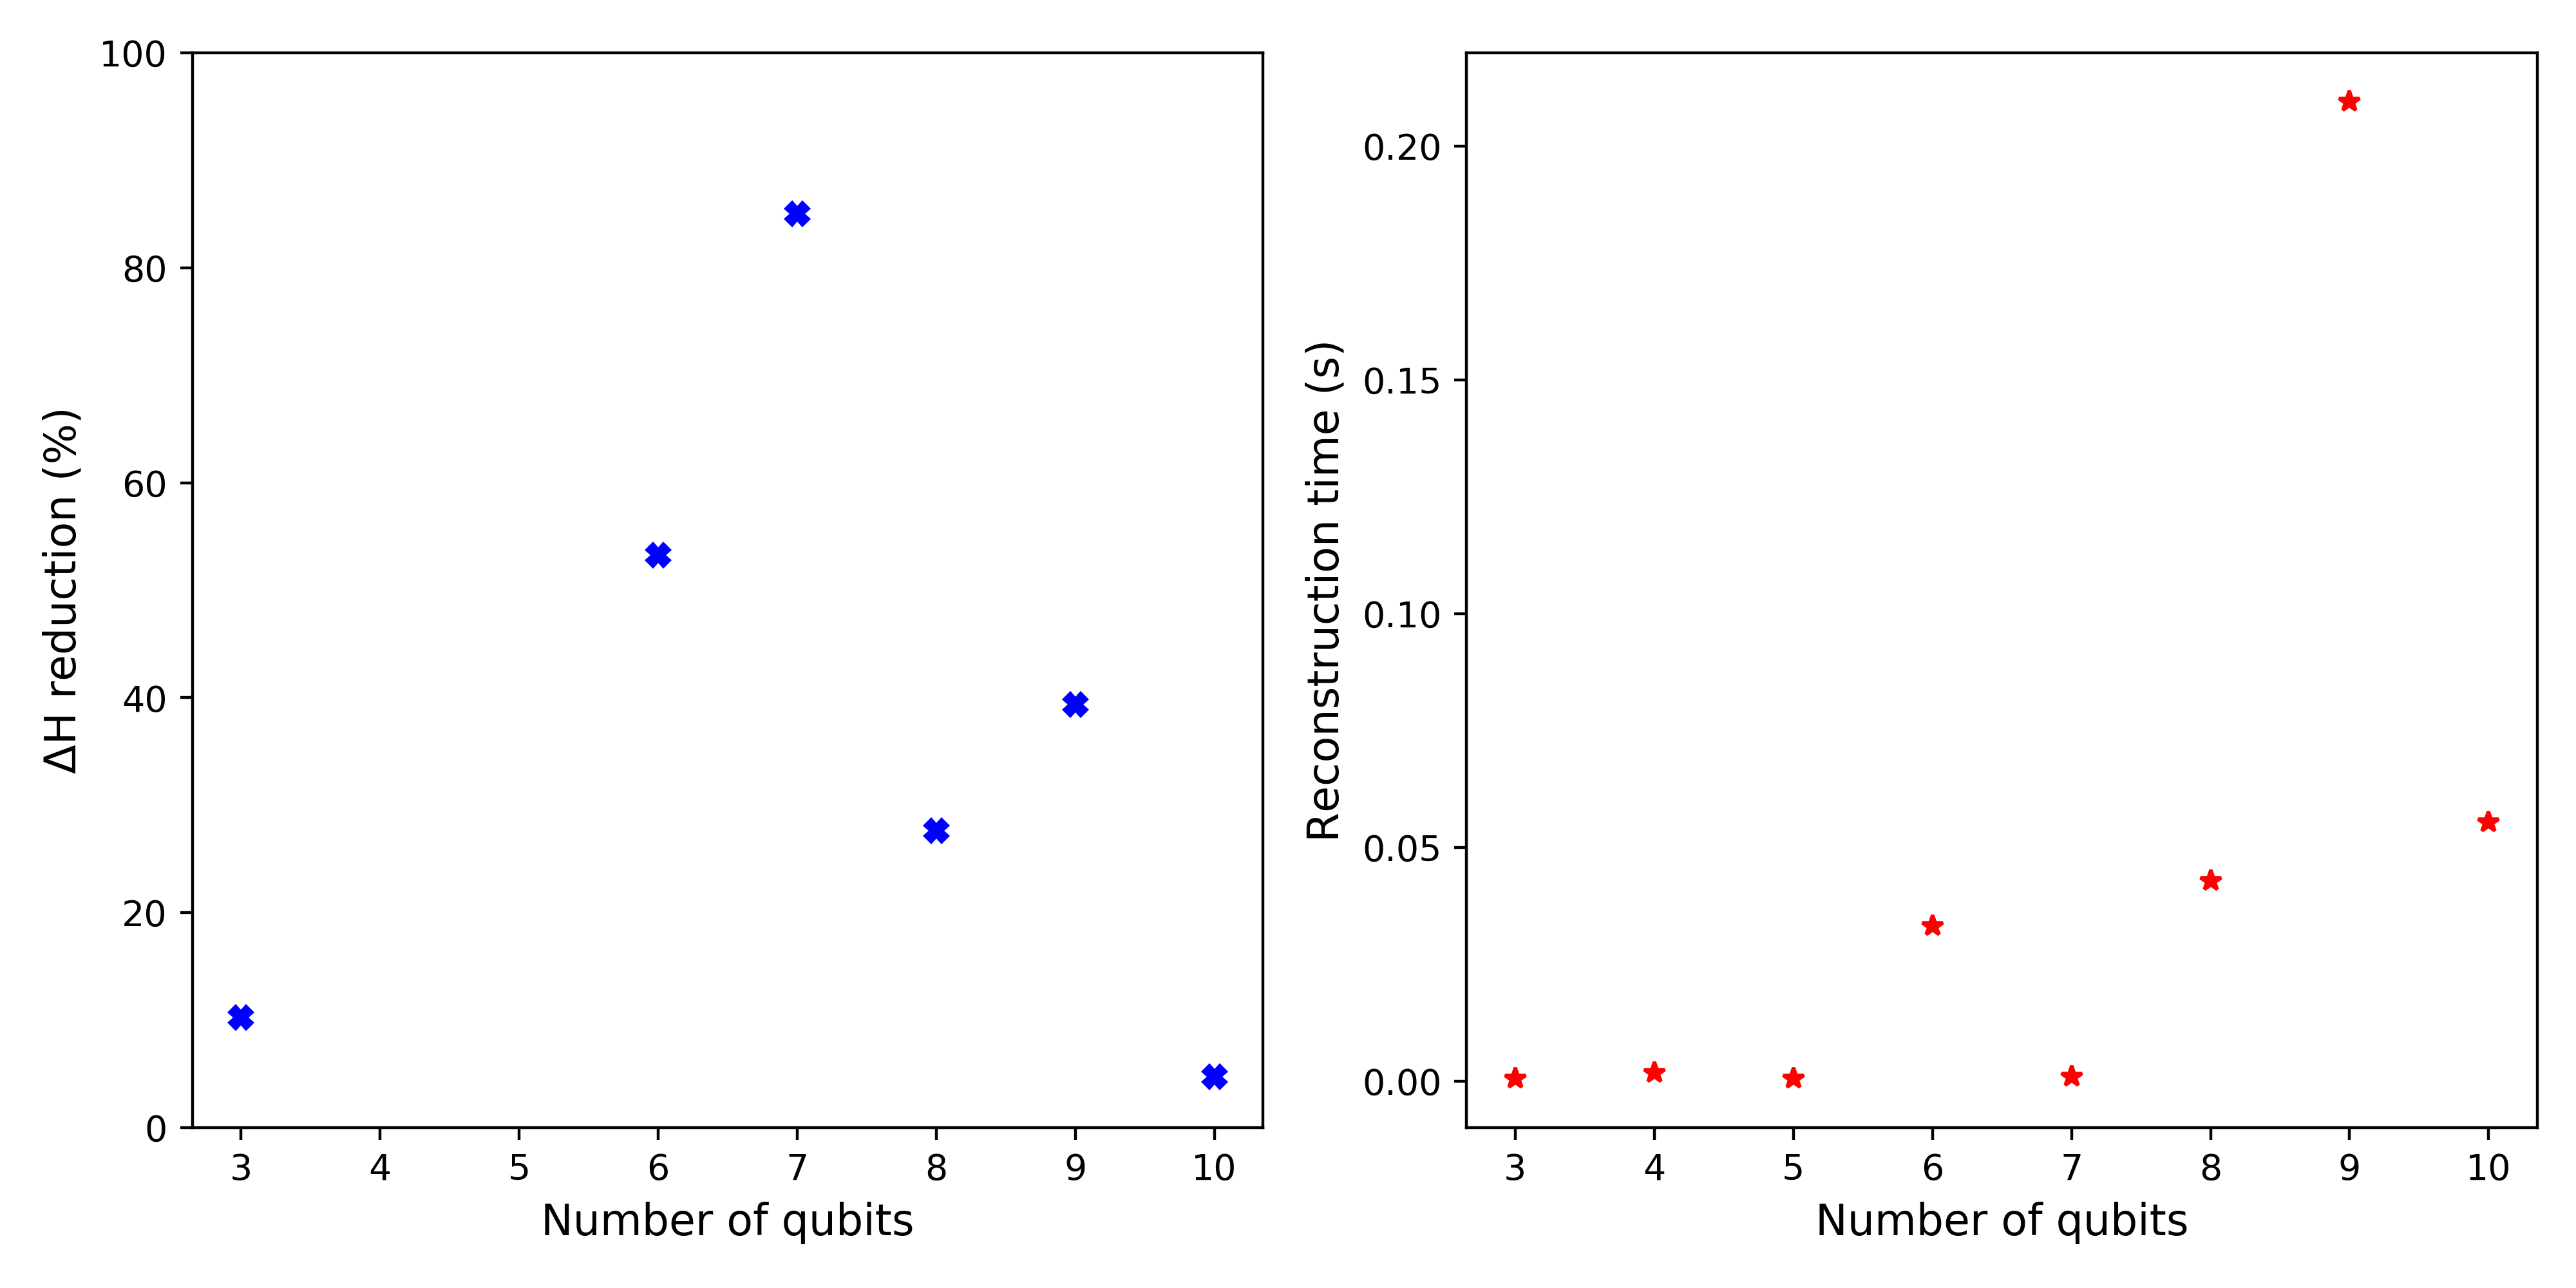 100
80
60
40
20
0
ΔH reduction (%)
3 4 5 6 7 8 9 10
Number of qubits
0.20
0.15
0.10
0.05
0.00
Reconstruction time (s)
3 4 5 6 7 8 9 10
Number of qubits